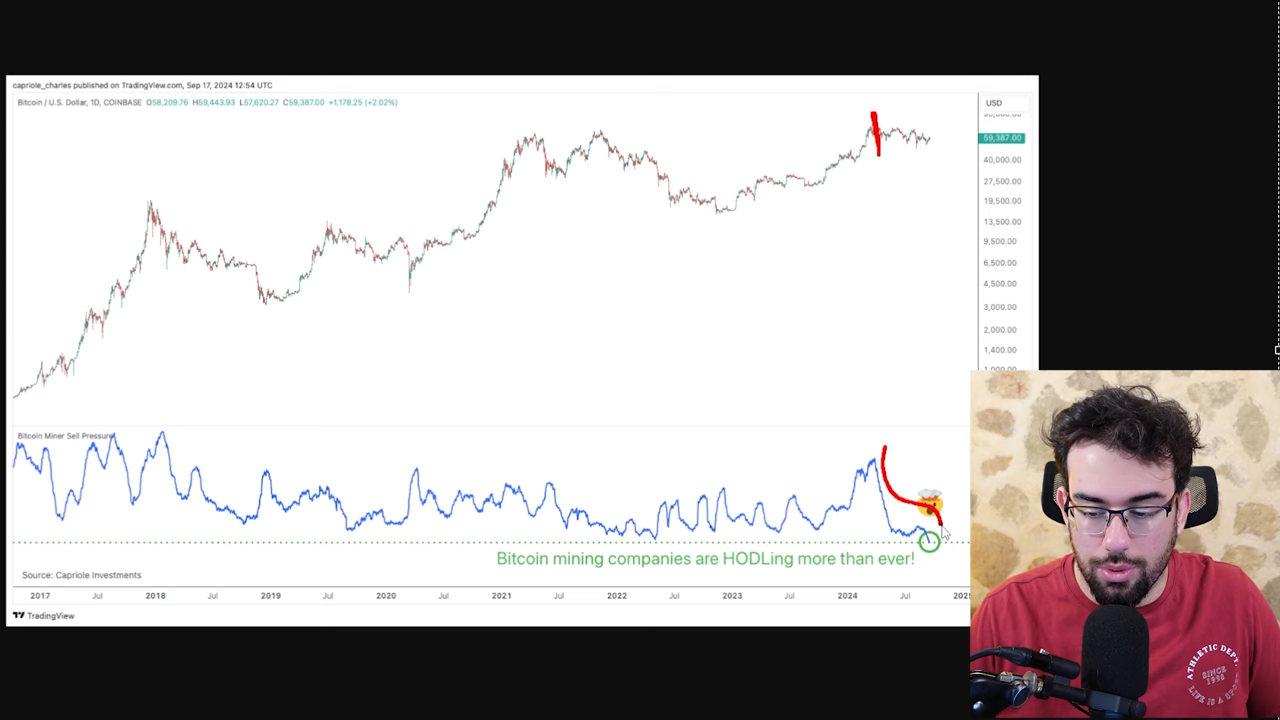 capriole_charles published on TradingView.com, Sep 17, 2024 12:54 UTC
Bitcoin / U.S. Dollar, 1D, COINBASE O58,209.76 H59,443.93 L57,620.27 C59,387.00 +1,178.25 (+2.02%)
USD
59,387.00
40,000.00
27,500.00
19,500.00
13,500.00
9,500.00
6,500.00
4,500.00
3,000.00
2,000.00
1,400.00
Bitcoin Miner Sell Pressure
Bitcoin mining companies are HODLing more than ever!
Source: Capriole Investments
2017 Jul 2018 Jul 2019 Jul 2020 Jul 2021 Jul 2022 Jul 2023 Jul 2024 Jul
TradingView
ATHLETIC DEPT.
SINCE
1998